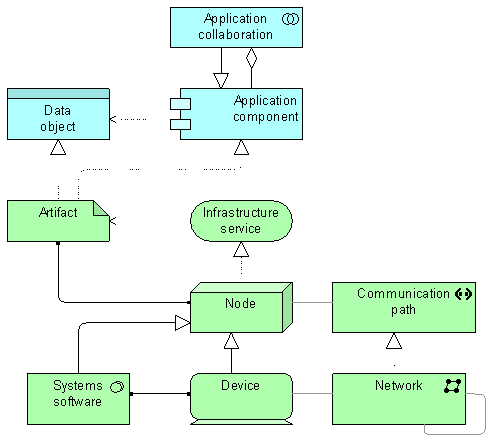 Application
collaboration
Data
object
Application
component
Artifact
Infrastructure
service
Node
Communication
path
Systems
software
Device
Network